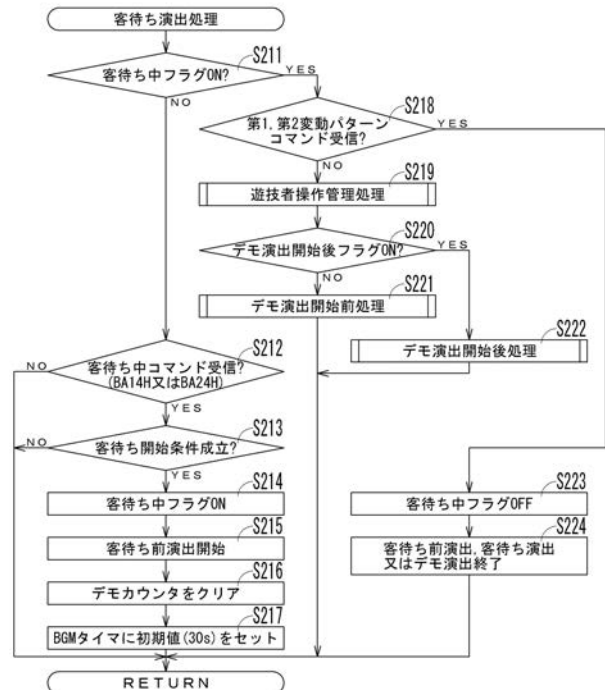 客待ち演出処理
S211
客待ち中フラグON?
YES
NO
S218
第1,第2変動パターン
コマンド受信?
YES
NO
S219
遊技者操作管理処理
S220
デモ演出開始後フラグON?
YES
NO
S221
デモ演出開始前処理
S222
デモ演出開始後処理
S212
NO
客待ち中コマンド受信?
(BA14H又はBA24H)
YES
S213
NO
客待ち開始条件成立?
YES
S214
客待ち中フラグON
S215
客待ち前演出開始
S216
デモカウンタをクリア
S217
BGMタイマに初期値(30s)をセット
S223
客待ち中フラグOFF
S224
客待ち前演出,客待ち演出
又はデモ演出終了
RETURN